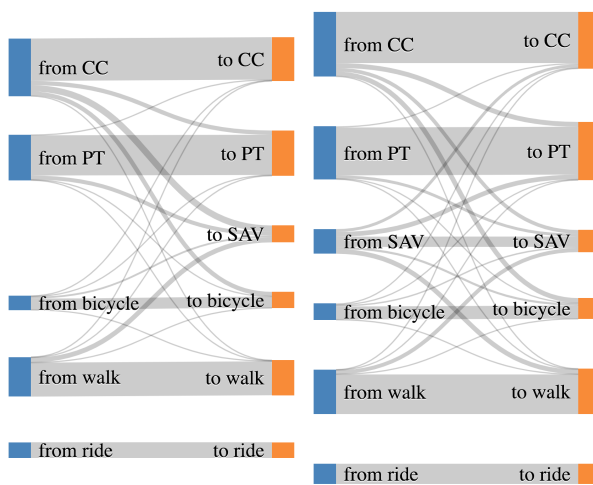 from CC
to CC
from PT
to PT
to SAV
from bicycle
to bicycle
from walk
to walk
from ride
to ride
from CC
to CC
from PT
to PT
from SAV
to SAV
from bicycle
to bicycle
from walk
to walk
from ride
to ride